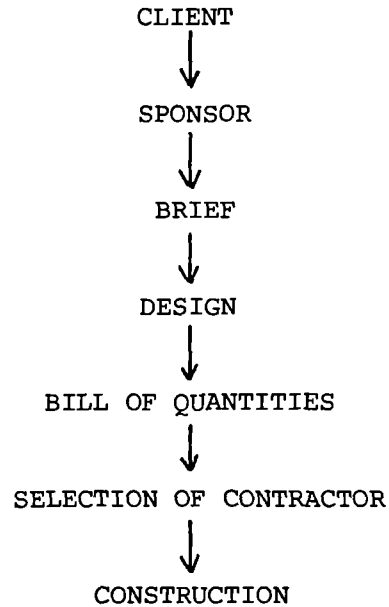 CLIENT
SPONSOR
BRIEF
DESIGN
BILL OF QUANTITIES
SELECTION OF CONTRACTOR
CONSTRUCTION